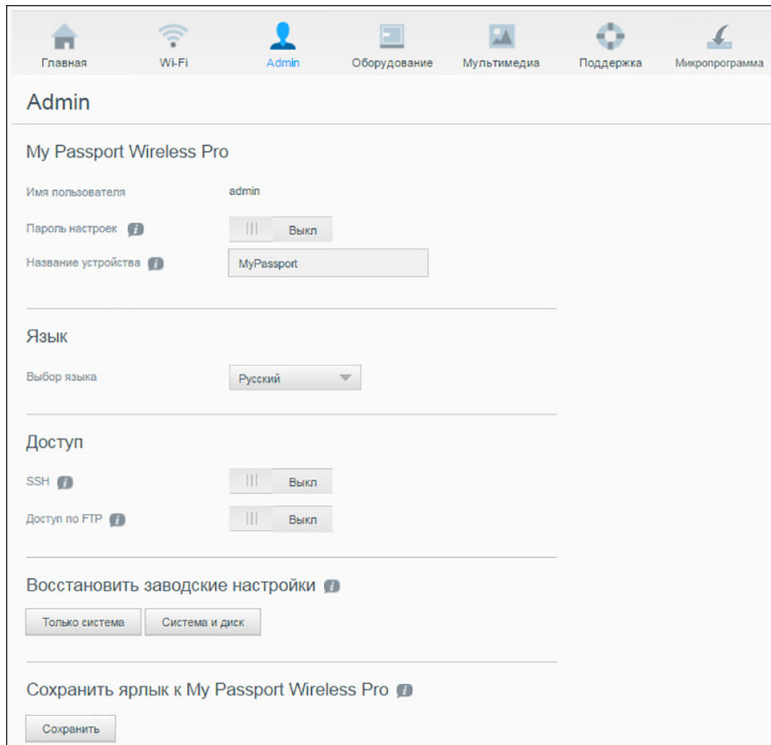 Главная Wi-Fi Admin Оборудование Мультимедиа Поддержка Микропрограмма
Admin
My Passport Wireless Pro
Имя пользователя admin
Пароль настроек i Выкл
Название устройства i MyPassport
Язык
Выбор языка Русский
Доступ
SSH i Выкл
Доступ по FTP i Выкл
Восстановить заводские настройки i
Только система Система и диск
Сохранить ярлык к My Passport Wireless Pro i
Сохранить